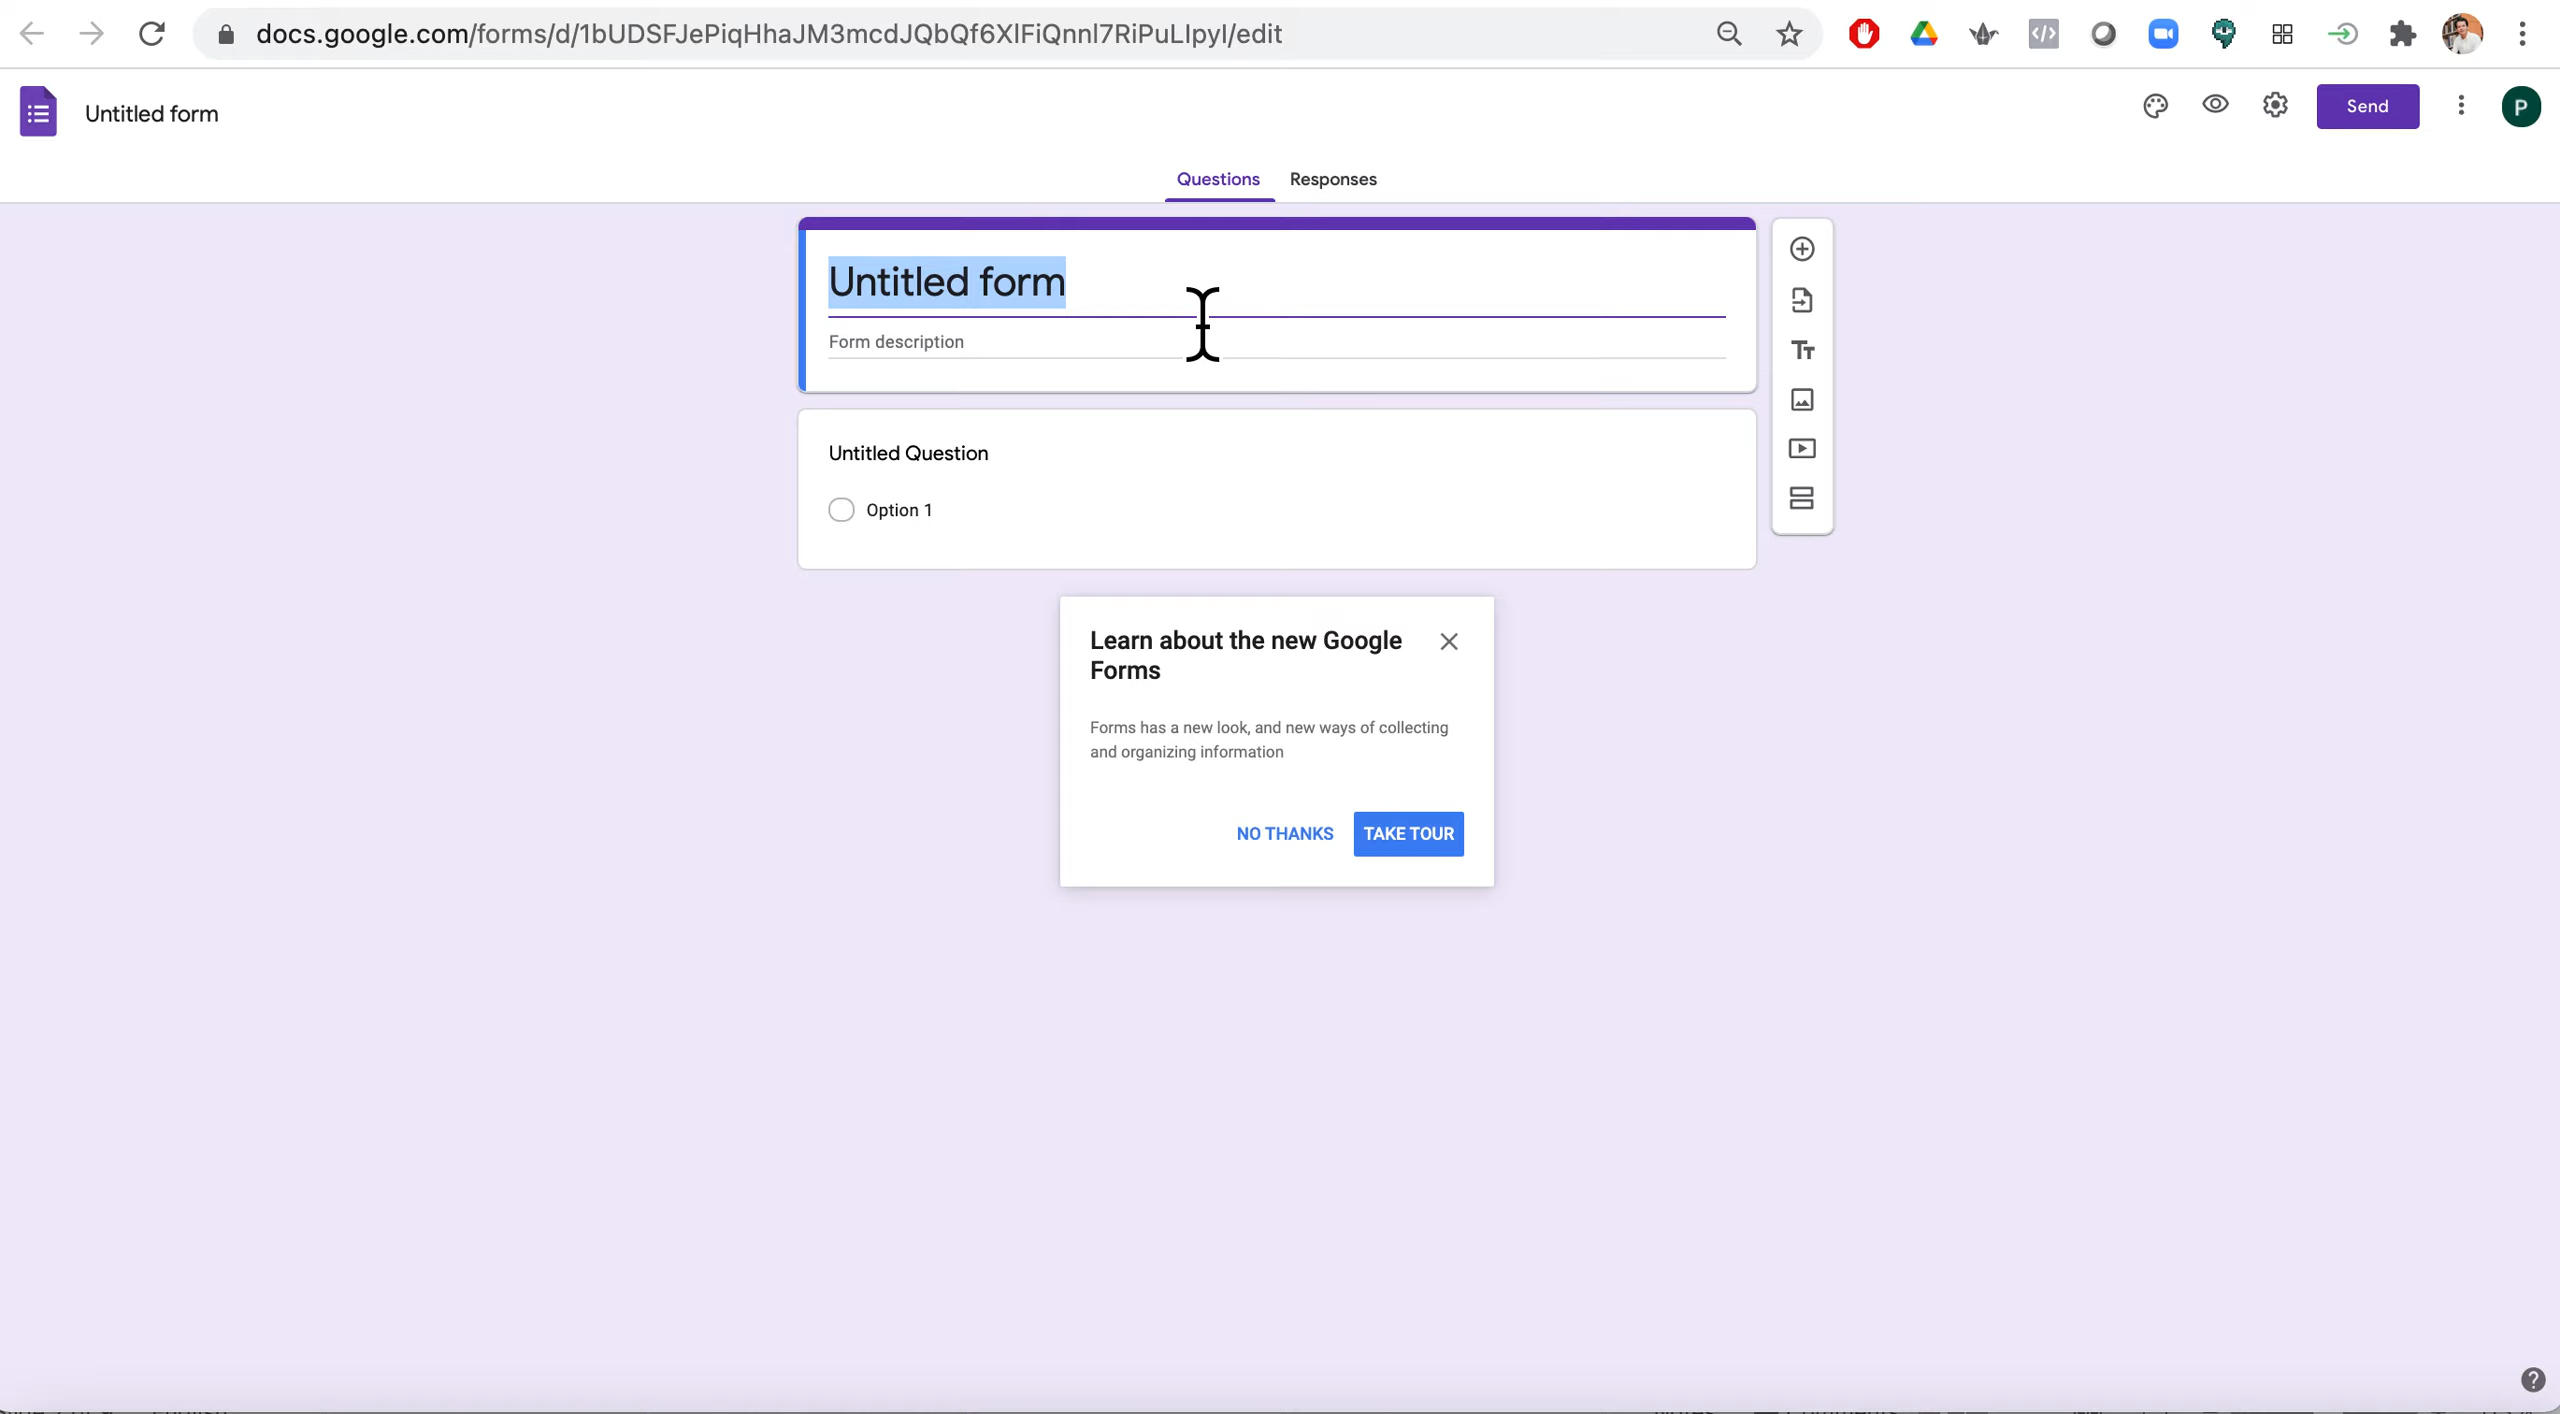 docs.google.com/forms/d/1bUDSFJePiqHhaJM3mcdJQbQf6XlFiQnnl7RiPuLIpyI/edit
Untitled form
Send
P
Questions
Responses
Untitled form
Form description
Untitled Question
Option 1
Learn about the new Google
Forms
Forms has a new look, and new ways of collecting
and organizing information
NO THANKS
TAKE TOUR